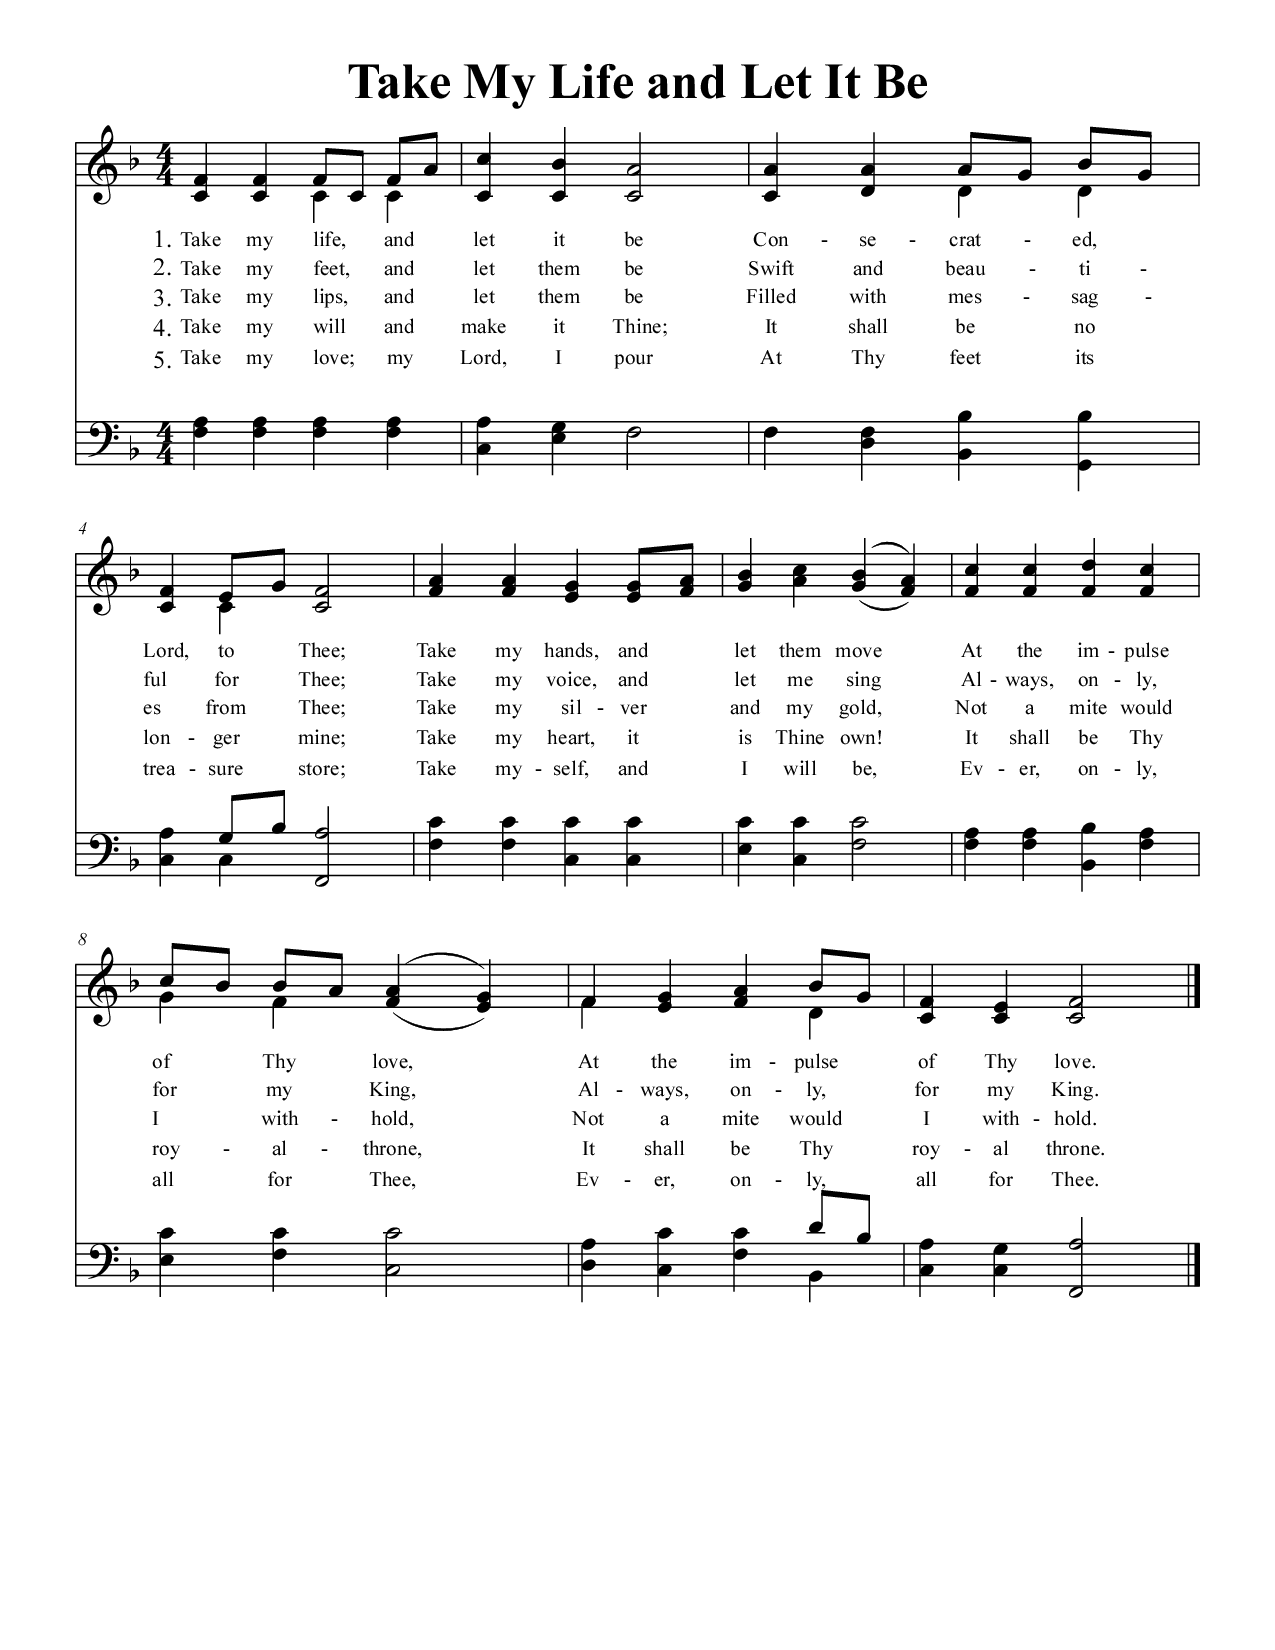 Take My Life and Let It Be
4 4
1. Take my life, and let it be Con - se - crat - ed,
2. Take my feet, and let them be Swift and beau - ti -
3. Take my lips, and let them be Filled with mes - sag -
4. Take my will and make it Thine; It shall be no
5. Take my love; my Lord, I pour At Thy feet its
4 4
4
Lord, to Thee; Take my hands, and let them move At the im - pulse
ful for Thee; Take my voice, and let me sing Al - ways, on - ly,
es from Thee; Take my sil - ver and my gold, Not a mite would
lon - ger mine; Take my heart, it is Thine own! It shall be Thy
trea - sure store; Take my - self, and I will be, Ev - er, on - ly,
8
of Thy love, At the im - pulse of Thy love.
for my King, Al - ways, on - ly, for my King.
I with - hold, Not a mite would I with - hold.
roy - al - throne, It shall be Thy roy - al throne.
all for Thee, Ev - er, on - ly, all for Thee.